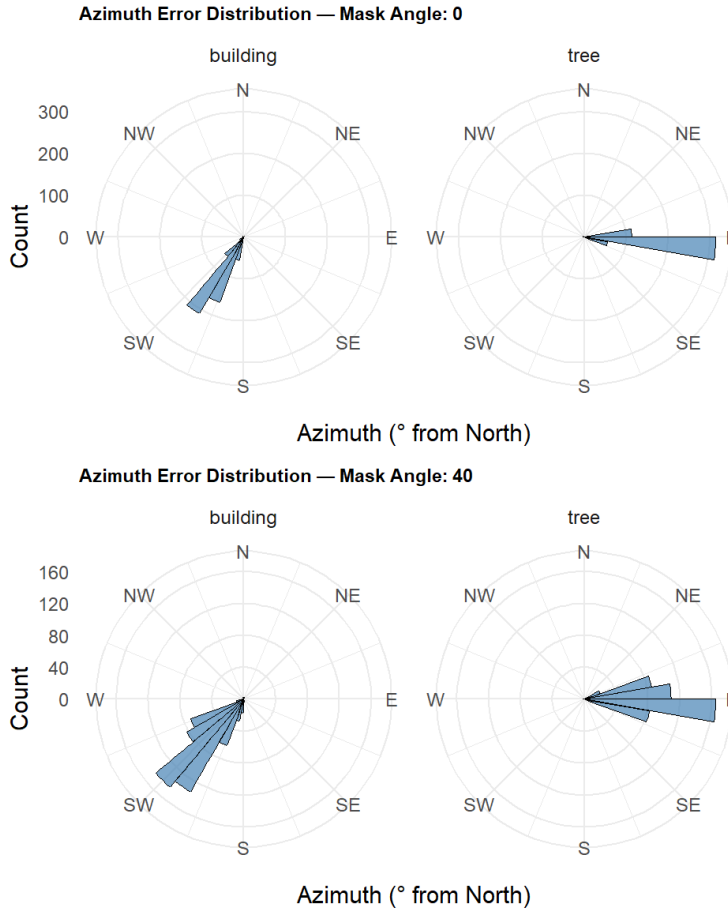 Azimuth Error Distribution — Mask Angle: 0
building tree
N N
300
NW NE NW NE
200
100
0 W E W
Count
SW SE SW SE
S S
Azimuth (° from North)
Azimuth Error Distribution — Mask Angle: 40
building tree
N N
160
NW NE NW NE
120
80
40
0 W E W
Count
SW SE SW SE
S S
Azimuth (° from North)